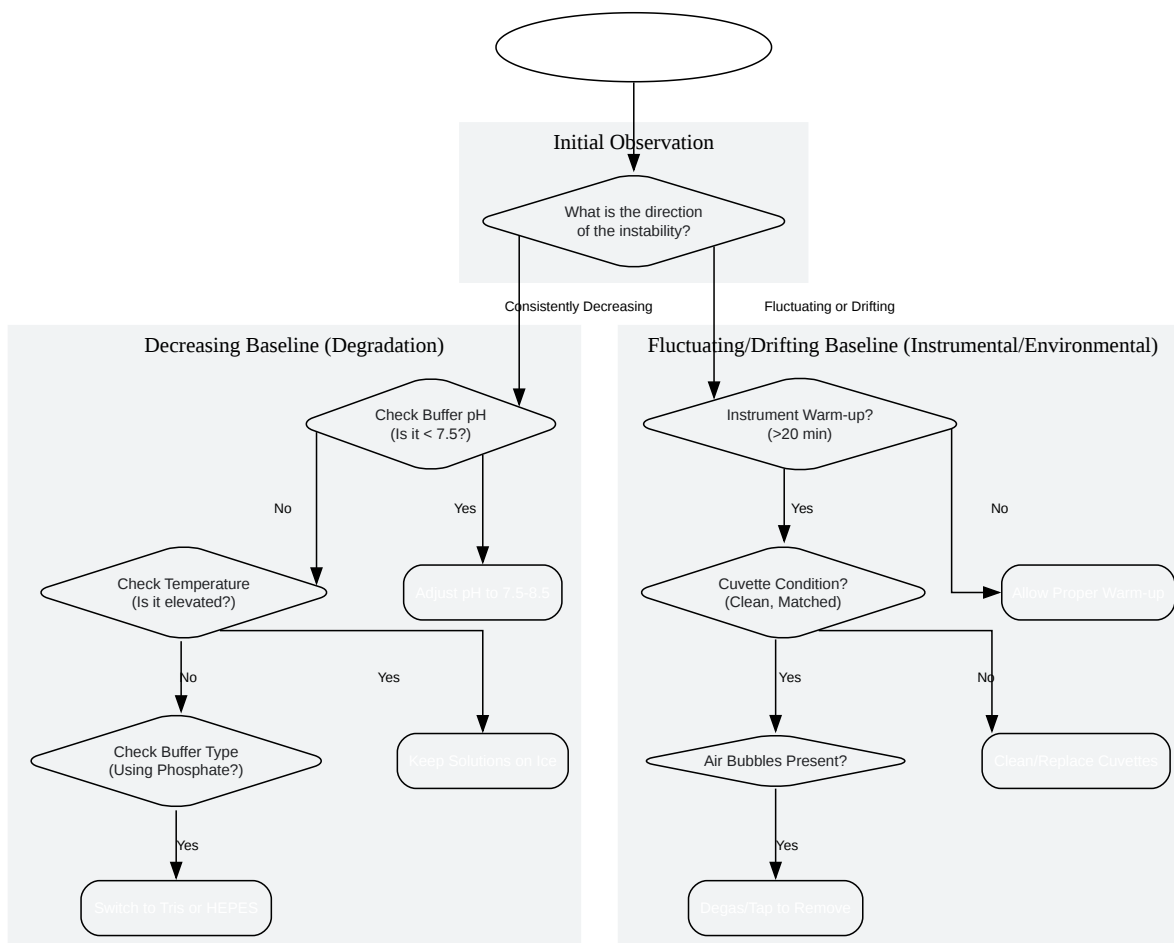 Initial Observation
What is the direction
of the instability?
Consistently Decreasing
Fluctuating or Drifting
Decreasing Baseline (Degradation)
Fluctuating/Drifting Baseline (Instrumental/Environmental)
Check Buffer pH
(Is it < 7.5?)
Instrument Warm-up?
(>20 min)
No
Yes
Yes
No
Check Temperature
(Is it elevated?)
Adjust pH to 7.5-8.5
Cuvette Condition?
(Clean, Matched)
Allow Proper Warm-up
No
Yes
Yes
No
Check Buffer Type
(Using Phosphate?)
Keep Solutions on Ice
Air Bubbles Present?
Clean/Replace Cuvettes
Yes
Yes
Switch to Tris or HEPES
Degas/Tap to Remove